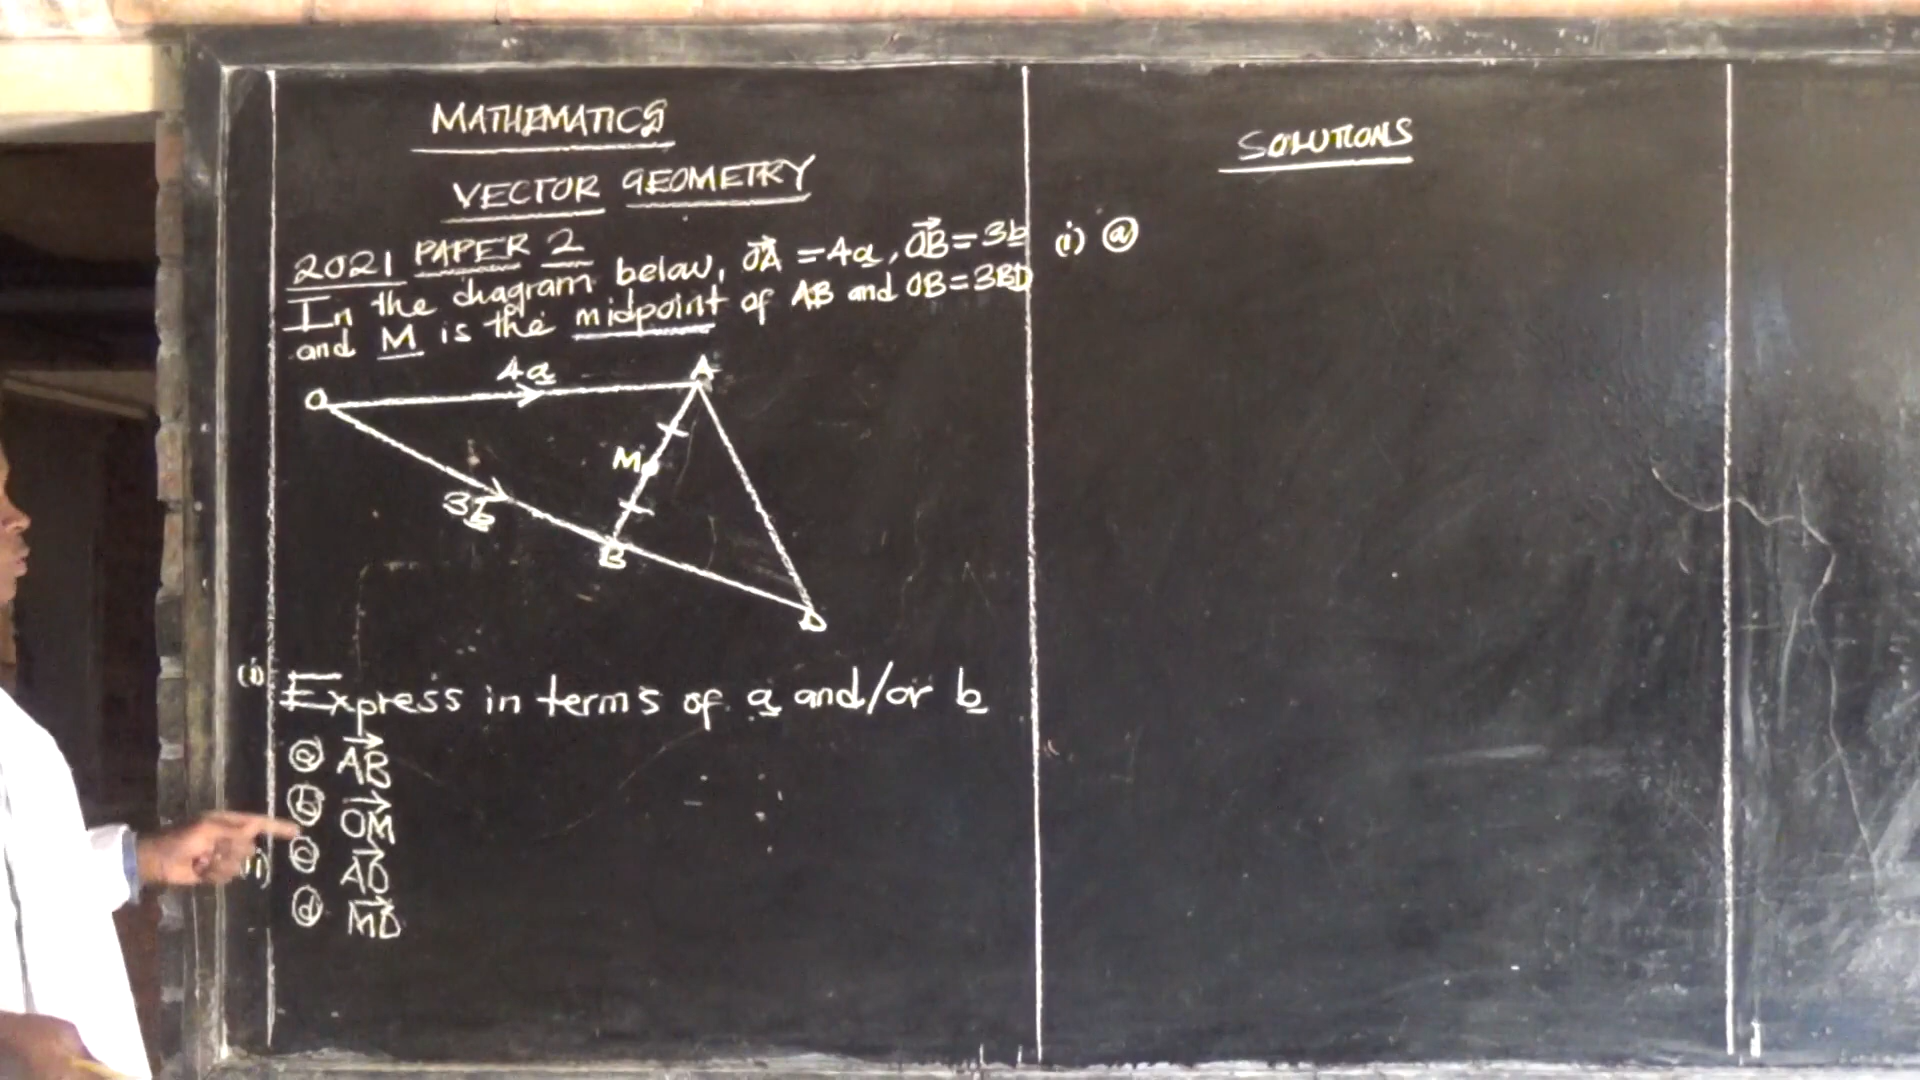 MATHEMATICS
VECTOR GEOMETRY
2021 PAPER 2
In the diagram below, OA = 4a, OB = 3b
and M is the midpoint of AB and OB = 3BD
4a
O
A
M
3b
B
D
(i) Express in terms of a and/or b
(a) AB
(b) OM
(ii) (c) AD
(d) MD
SOLUTIONS
(i) (a)